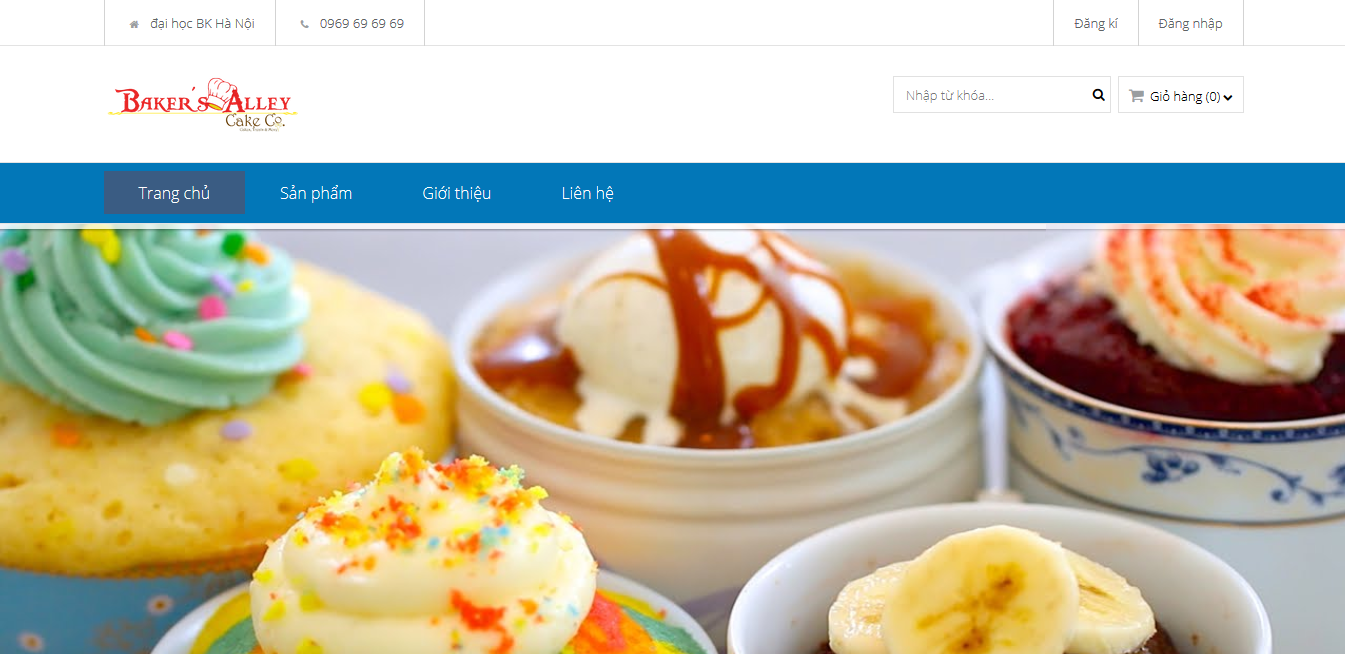 đại học BK Hà Nội 0969 69 69 69 Đăng kí Đăng nhập
BAKER'S ALLEY
Cake Co.
Nhập từ khóa... Giỏ hàng (0)
Trang chủ Sản phẩm Giới thiệu Liên hệ